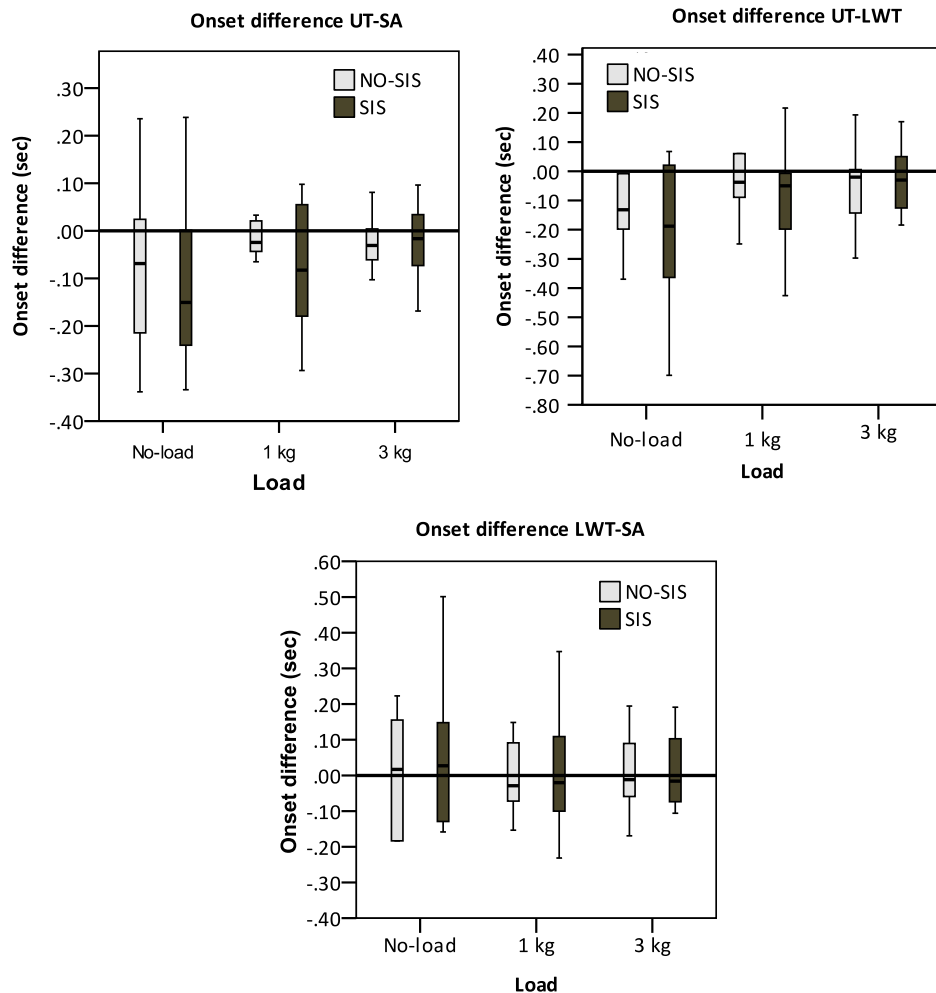 Onset difference UT-SA
Onset difference (sec)
.30
.20
.10
.00
-.10
-.20
-.30
-.40
NO-SIS
SIS
No-load
1 kg
3 kg
Load
Onset difference UT-LWT
Onset difference (sec)
.40
.30
.20
.10
.00
-.10
-.20
-.30
-.40
-.50
-.60
-.70
-.80
NO-SIS
SIS
No-load
1 kg
3 kg
Load
Onset difference LWT-SA
Onset difference (sec)
.60
.50
.40
.30
.20
.10
.00
-.10
-.20
-.30
-.40
NO-SIS
SIS
No-load
1 kg
3 kg
Load